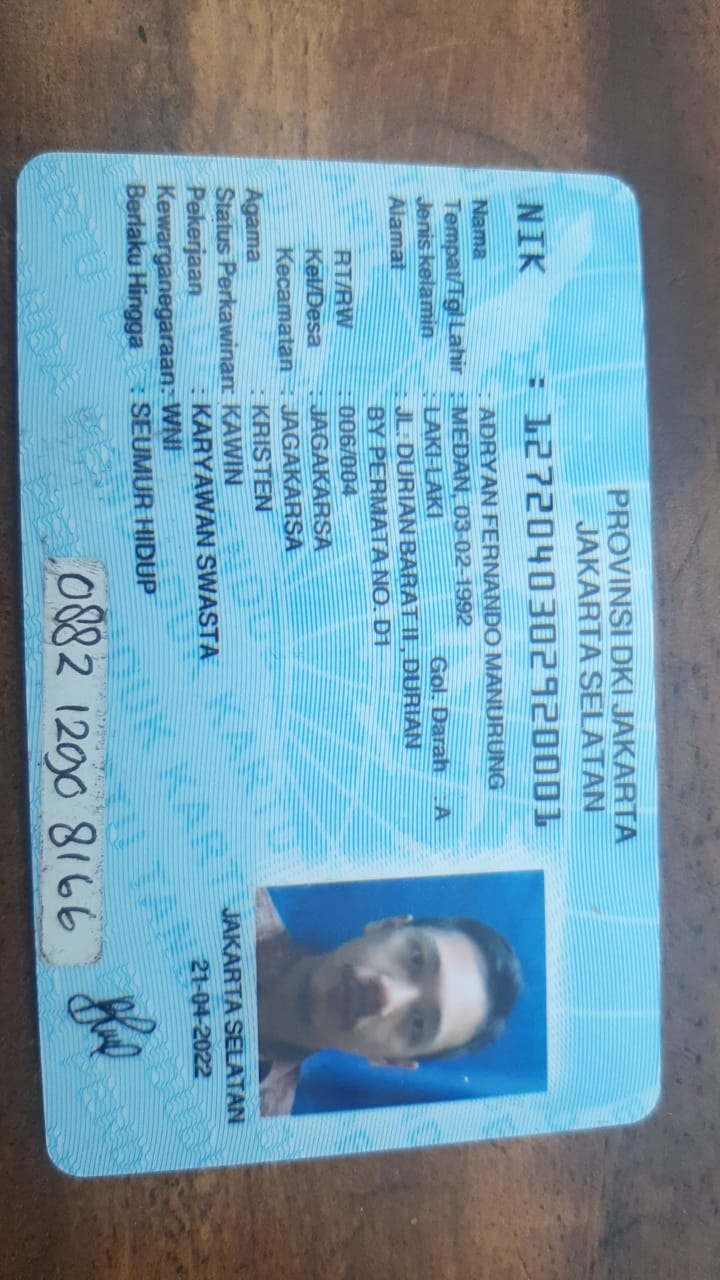 PROVINSI DKI JAKARTA
JAKARTA SELATAN
NIK : 1272040302920001
Nama : ADRYAN FERNANDO MANURUNG
Tempat/Tgl Lahir : MEDAN, 03-02-1992
Jenis kelamin : LAKI-LAKI Gol. Darah : A
Alamat : JL. DURIAN BARAT II, DURIAN
BY PERMATA NO. D1
RT/RW : 006/004
Kel/Desa : JAGAKARSA
Kecamatan : JAGAKARSA
Agama : KRISTEN
Status Perkawinan: KAWIN
Pekerjaan : KARYAWAN SWASTA
Kewarganegaraan: WNI
Berlaku Hingga : SEUMUR HIDUP
JAKARTA SELATAN
21-04-2022
0882 1290 8166